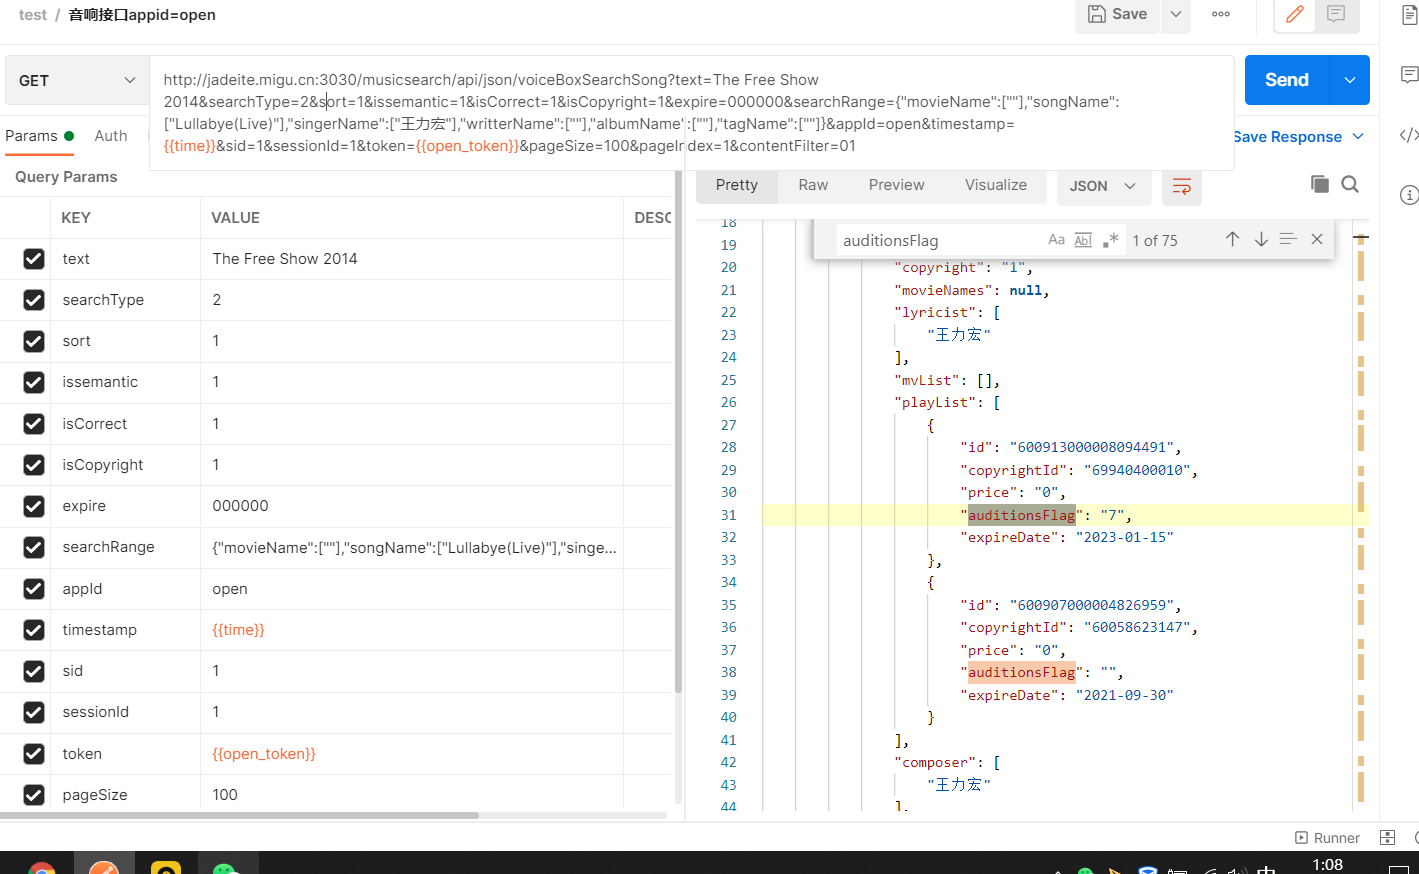 test / 音响接口appid=open
Save
GET
http://jadeite.migu.cn:3030/musicsearch/api/json/voiceBoxSearchSong?text=The Free Show
2014&searchType=2&sort=1&issemantic=1&isCorrect=1&isCopyright=1&expire=000000&searchRange={"movieName":[""],"songName":
["Lullabye(Live)"],"singerName":["王力宏"],"writterName":[""],"albumName":[""],"tagName":[""]}&appId=open&timestamp=
{{time}}&sid=1&sessionId=1&token={{open_token}}&pageSize=100&pageIndex=1&contentFilter=01
Send
Params Auth
Save Response
Query Params
Pretty Raw Preview Visualize JSON
KEY VALUE DESC
text The Free Show 2014
searchType 2
sort 1
issemantic 1
isCorrect 1
isCopyright 1
expire 000000
searchRange {"movieName":[""],"songName":["Lullabye(Live)"],"singe...
appId open
timestamp {{time}}
sid 1
sessionId 1
token {{open_token}}
pageSize 100
auditionsFlag Aa Abl .* 1 of 75
18
19
20 "copyright": "1",
21 "movieNames": null,
22 "lyricist": [
23 "王力宏"
24 ],
25 "mvList": [],
26 "playList": [
27 {
28 "id": "600913000008094491",
29 "copyrightId": "69940400010",
30 "price": "0",
31 "auditionsFlag": "7",
32 "expireDate": "2023-01-15"
33 },
34 {
35 "id": "600907000004826959",
36 "copyrightId": "60058623147",
37 "price": "0",
38 "auditionsFlag": "",
39 "expireDate": "2021-09-30"
40 }
41 ],
42 "composer": [
43 "王力宏"
44 ],
Runner
中
1:08